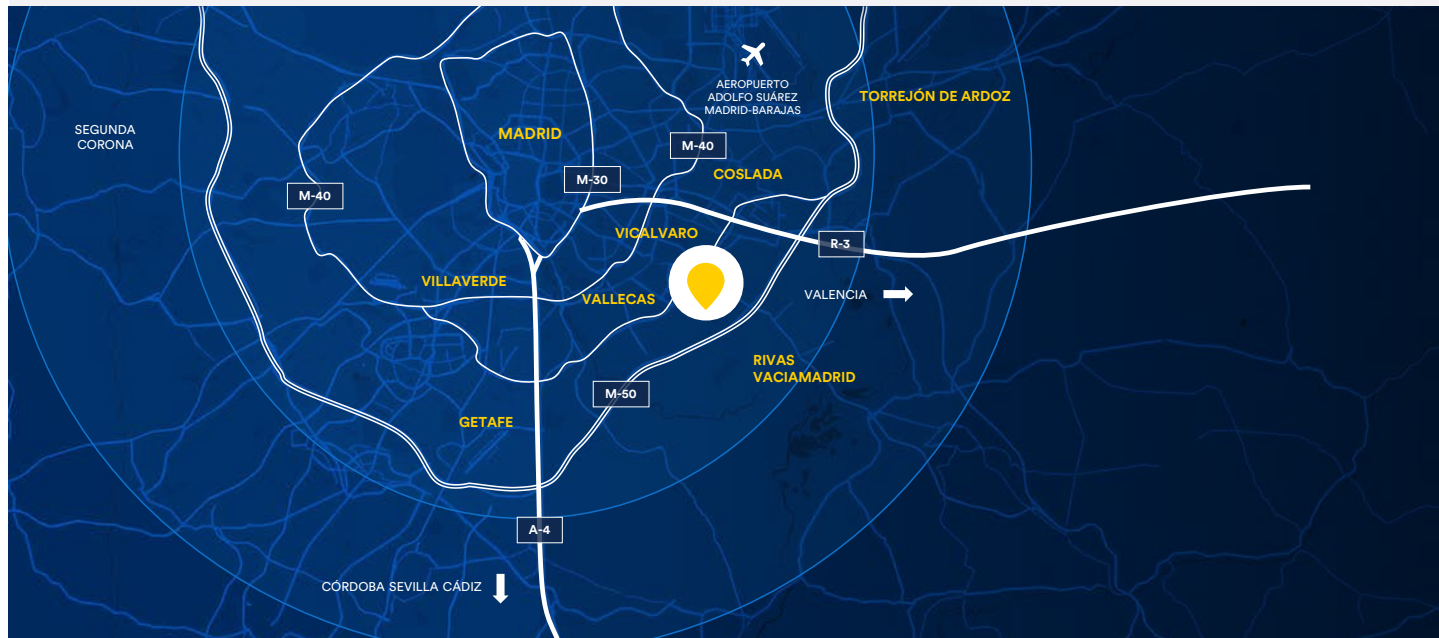 AEROPUERTO
ADOLFO SUÁREZ
MADRID-BARAJAS
TORREJÓN DE ARDOZ
SEGUNDA
CORONA
MADRID
M-40
COSLADA
M-30
M-40
VICALVARO
R-3
VILLAVERDE
VALLECAS
VALENCIA
RIVAS
VACIAMADRID
M-50
GETAFE
A-4
CÓRDOBA SEVILLA CÁDIZ